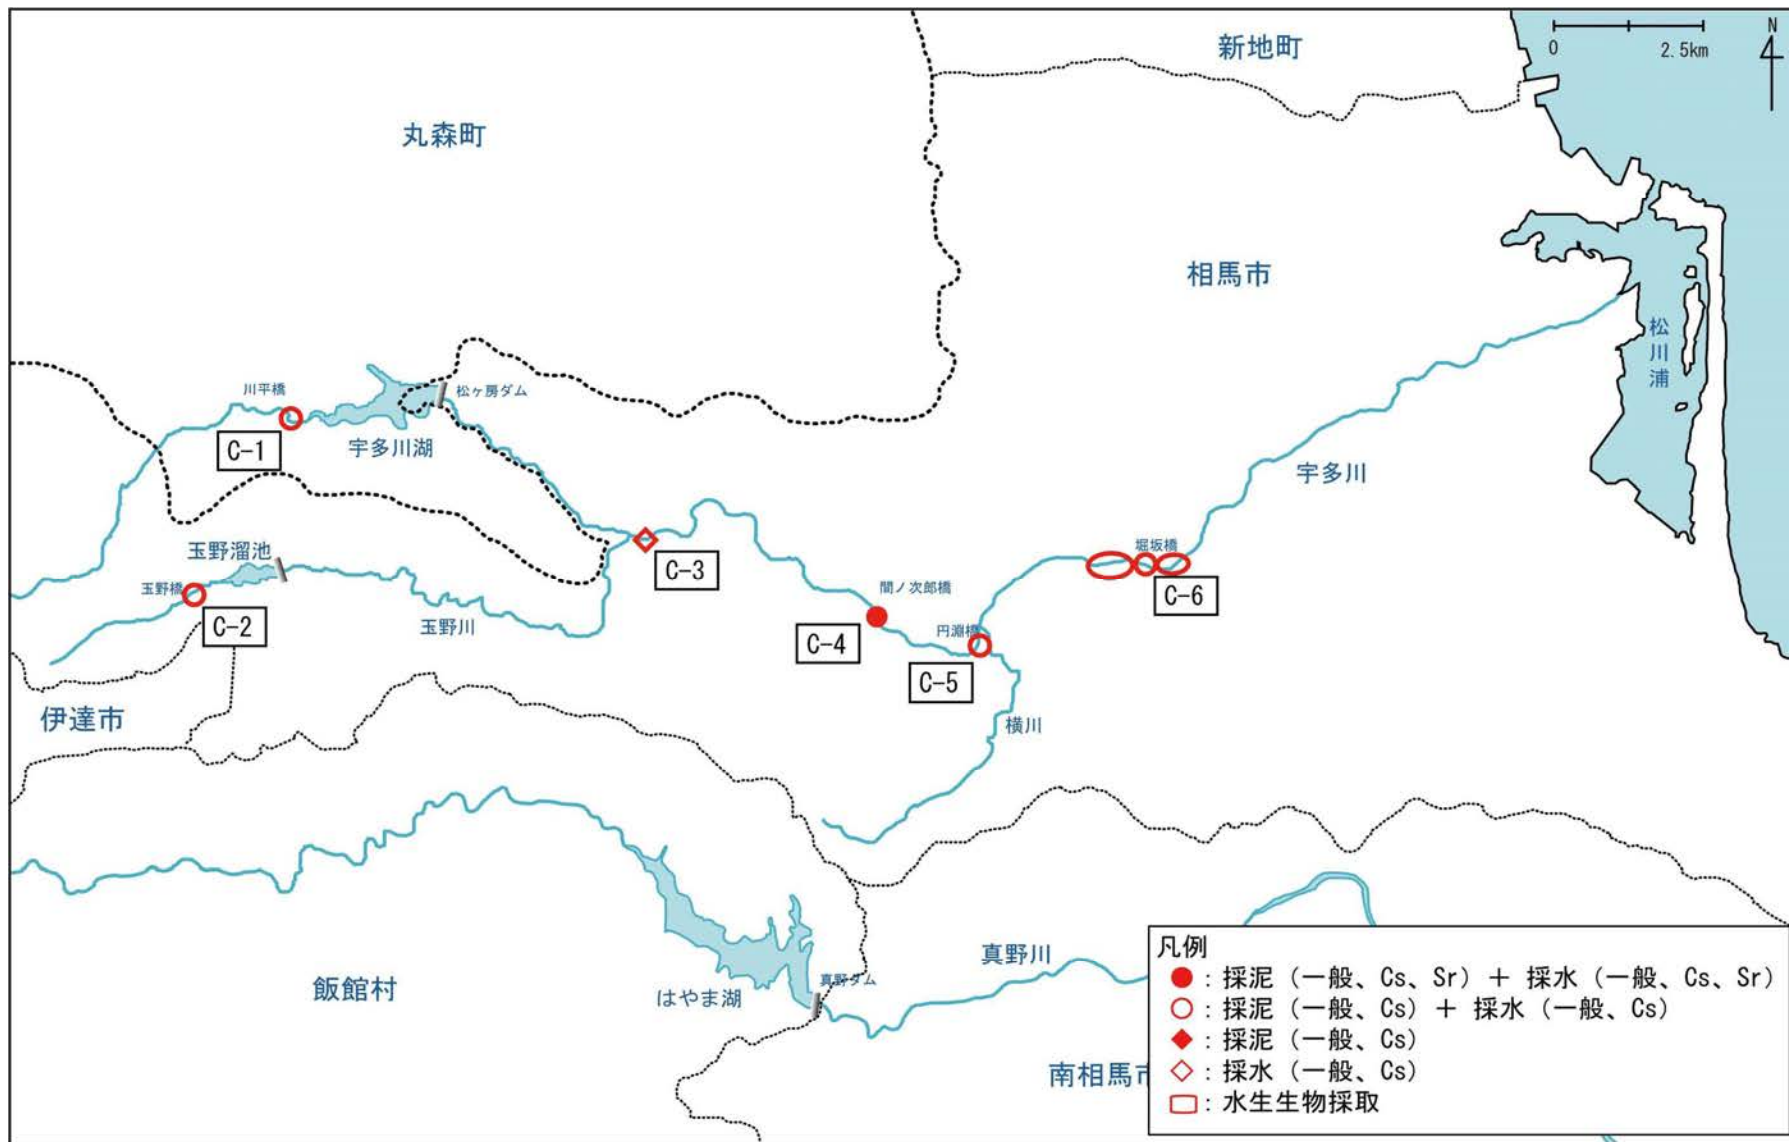 新地町
0
2.5km
N
丸森町
相馬市
松川浦
川平橋
松ヶ房ダム
C-1
宇多川湖
宇多川
玉野溜池
堀坂橋
玉野橋
C-3
C-6
C-2
玉野川
間ノ次郎橋
円淵橋
C-4
C-5
伊達市
横川
飯舘村
はやま湖
真野ダム
真野川
南相馬市
凡例
：採泥（一般、Cs、Sr）＋ 採水（一般、Cs、Sr）
：採泥（一般、Cs）＋ 採水（一般、Cs）
：採泥（一般、Cs）
：採水（一般、Cs）
：水生生物採取